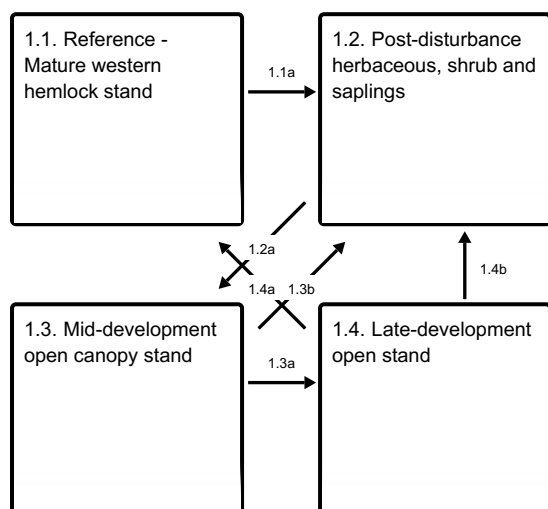 1.1. Reference -
Mature western
hemlock stand
1.1a
1.2. Post-disturbance
herbaceous, shrub and
saplings
1.2a
1.4a
1.3b
1.4b
1.3. Mid-development
open canopy stand
1.3a
1.4. Late-development
open stand